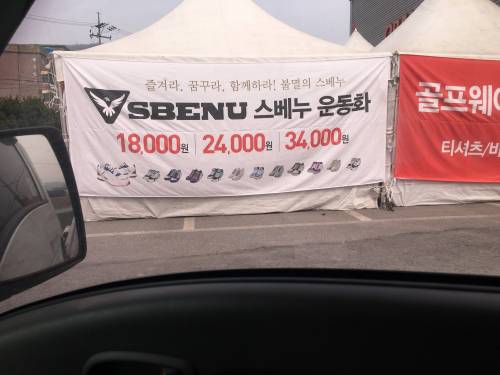 즐겨라, 꿈꾸라, 함께하라! 불멸의 스베누
SBENU 스베누 운동화
18,000원 24,000원 34,000원
골프웨어
티셔츠/바